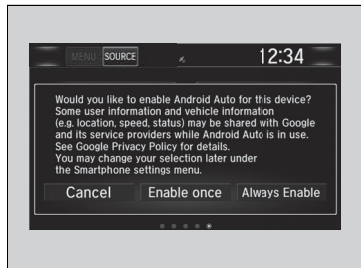 MENU SOURCE 12:34
Would you like to enable Android Auto for this device?
Some user information and vehicle information
(e.g. location, speed, status) may be shared with Google
and its service providers while Android Auto is in use.
See Google Privacy Policy for details.
You may change your selection later under
the Smartphone settings menu.
Cancel Enable once Always Enable